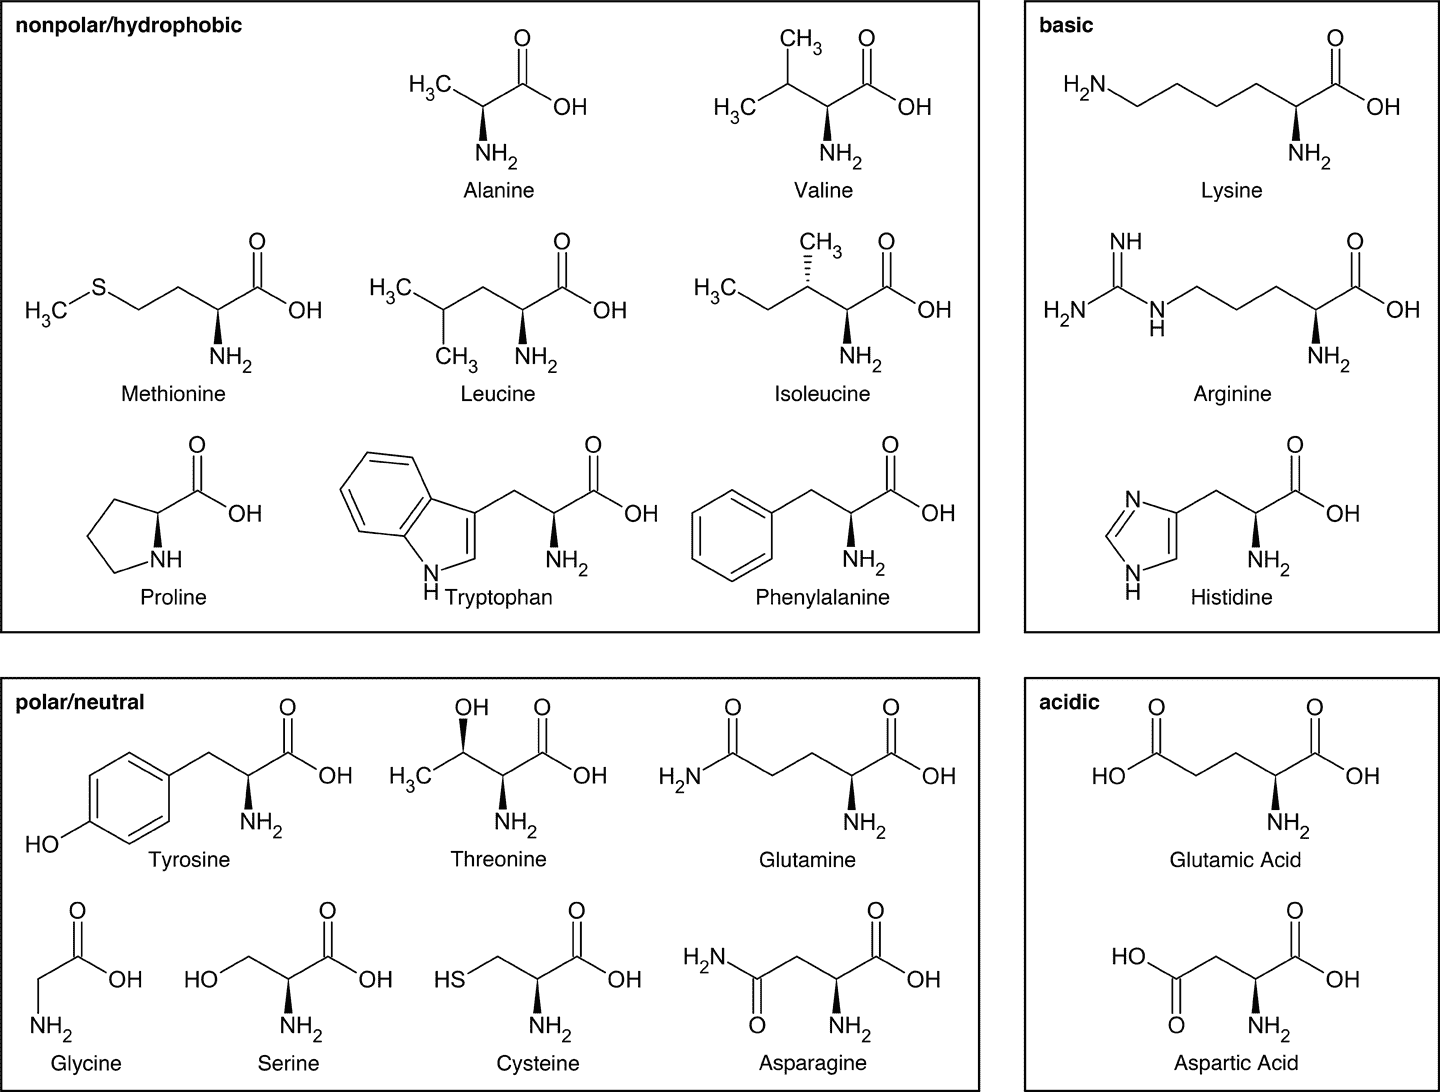 nonpolar/hydrophobic
O
H3C
OH
NH2
Alanine
CH3
O
H3C
OH
NH2
Valine
O
S
H3C
OH
NH2
Methionine
O
H3C
OH
CH3
NH2
Leucine
CH3
O
H3C
OH
NH2
Isoleucine
O
OH
NH
Proline
O
OH
NH2
N
H
Tryptophan
O
OH
NH2
Phenylalanine
basic
O
H2N
OH
NH2
Lysine
NH
O
H2N
N
H
OH
NH2
Arginine
O
N
OH
NH2
N
H
Histidine
polar/neutral
O
OH
NH2
HO
Tyrosine
OH
O
H3C
OH
NH2
Threonine
O
O
H2N
OH
NH2
Glutamine
O
OH
NH2
Glycine
O
HO
OH
NH2
Serine
O
HS
OH
NH2
Cysteine
O
H2N
OH
O
NH2
Asparagine
acidic
O
O
HO
OH
NH2
Glutamic Acid
O
HO
OH
O
NH2
Aspartic Acid